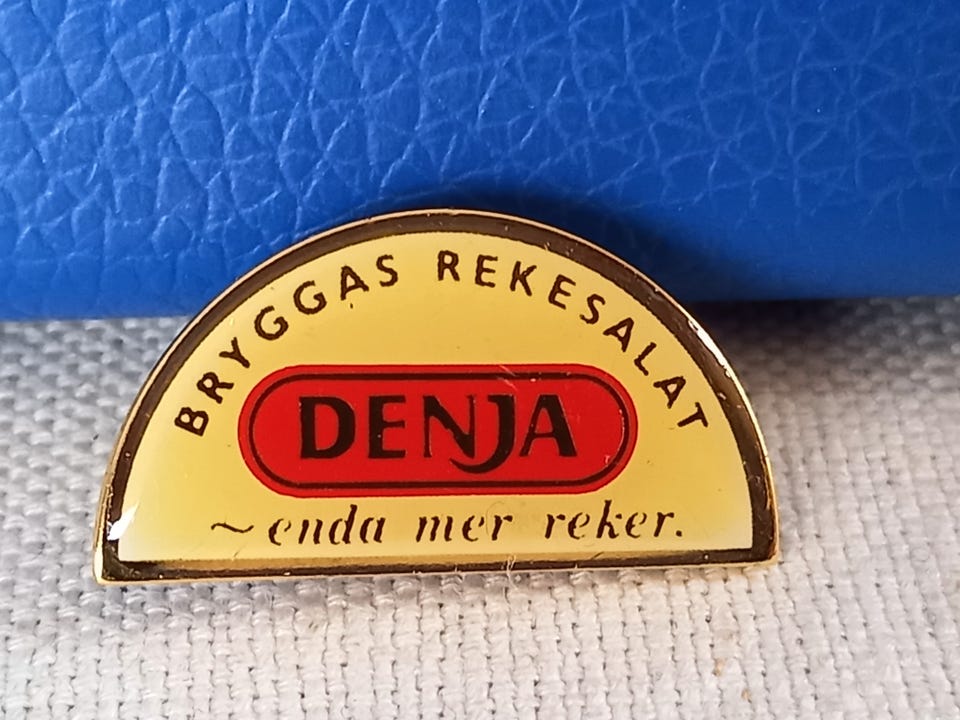 BRYGGAS REKESALAT
DENJA
~enda mer reker.